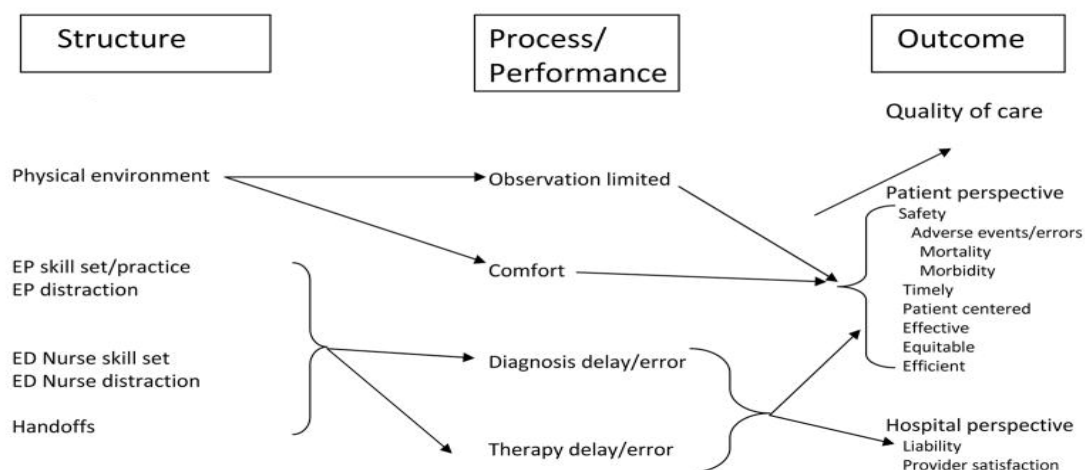 Structure
Process/
Performance
Outcome
Quality of care
Physical environment
Observation limited
Patient perspective
Safety
Adverse events/errors
Mortality
Morbidity
Timely
Patient centered
Effective
Equitable
Efficient
EP skill set/practice
EP distraction
Comfort
ED Nurse skill set
ED Nurse distraction
Diagnosis delay/error
Handoffs
Therapy delay/error
Hospital perspective
Liability
Provider satisfaction